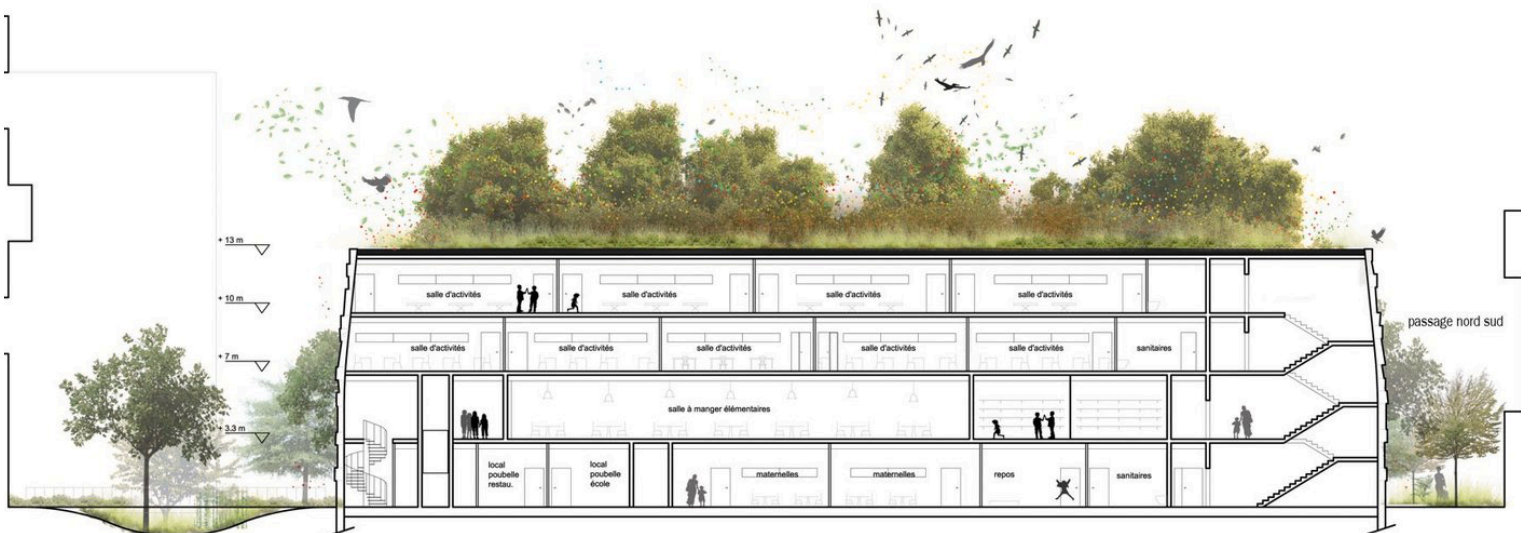 + 13 m
salle d'activités
salle d'activités
salle d'activités
salle d'activités
+ 10 m
passage nord sud
salle d'activités
salle d'activités
salle d'activités
salle d'activités
salle d'activités
sanitaires
+ 7 m
salle à manger élémentaires
+ 3.3 m
local
poubelle
restau.
local
poubelle
école
maternelles
maternelles
repos
sanitaires